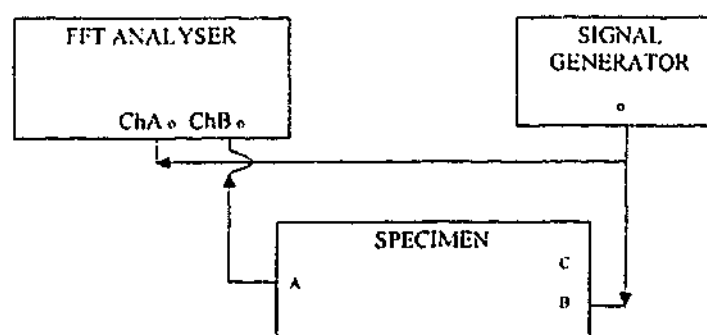 FFT ANALYSER
ChA ChB
SIGNAL
GENERATOR
SPECIMEN
C
A
B